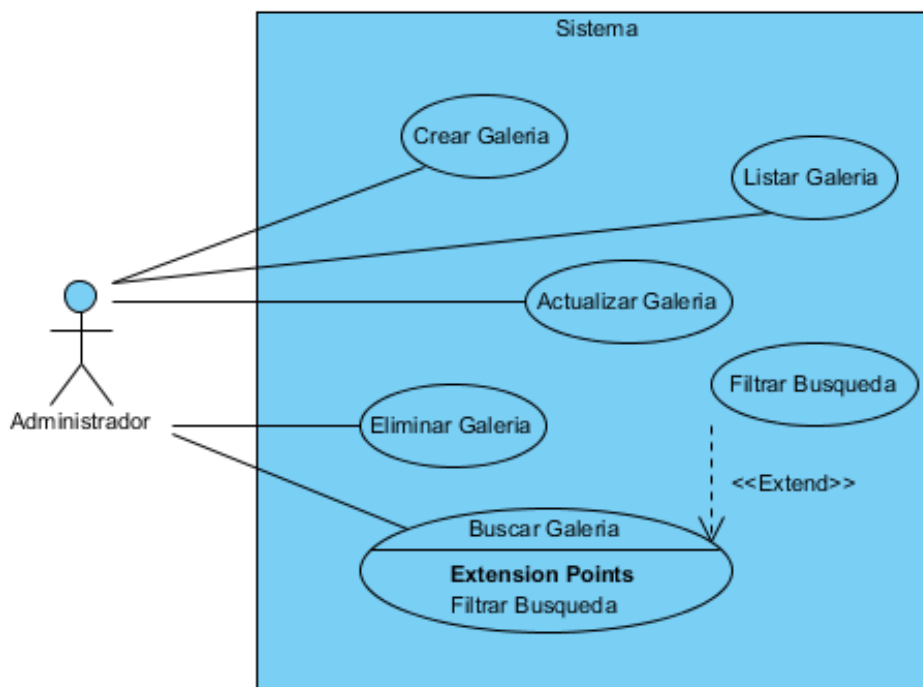 Sistema
Crear Galeria
Listar Galeria
Actualizar Galeria
Filtrar Busqueda
Administrador
Eliminar Galeria
<<Extend>>
Buscar Galeria
Extension Points
Filtrar Busqueda